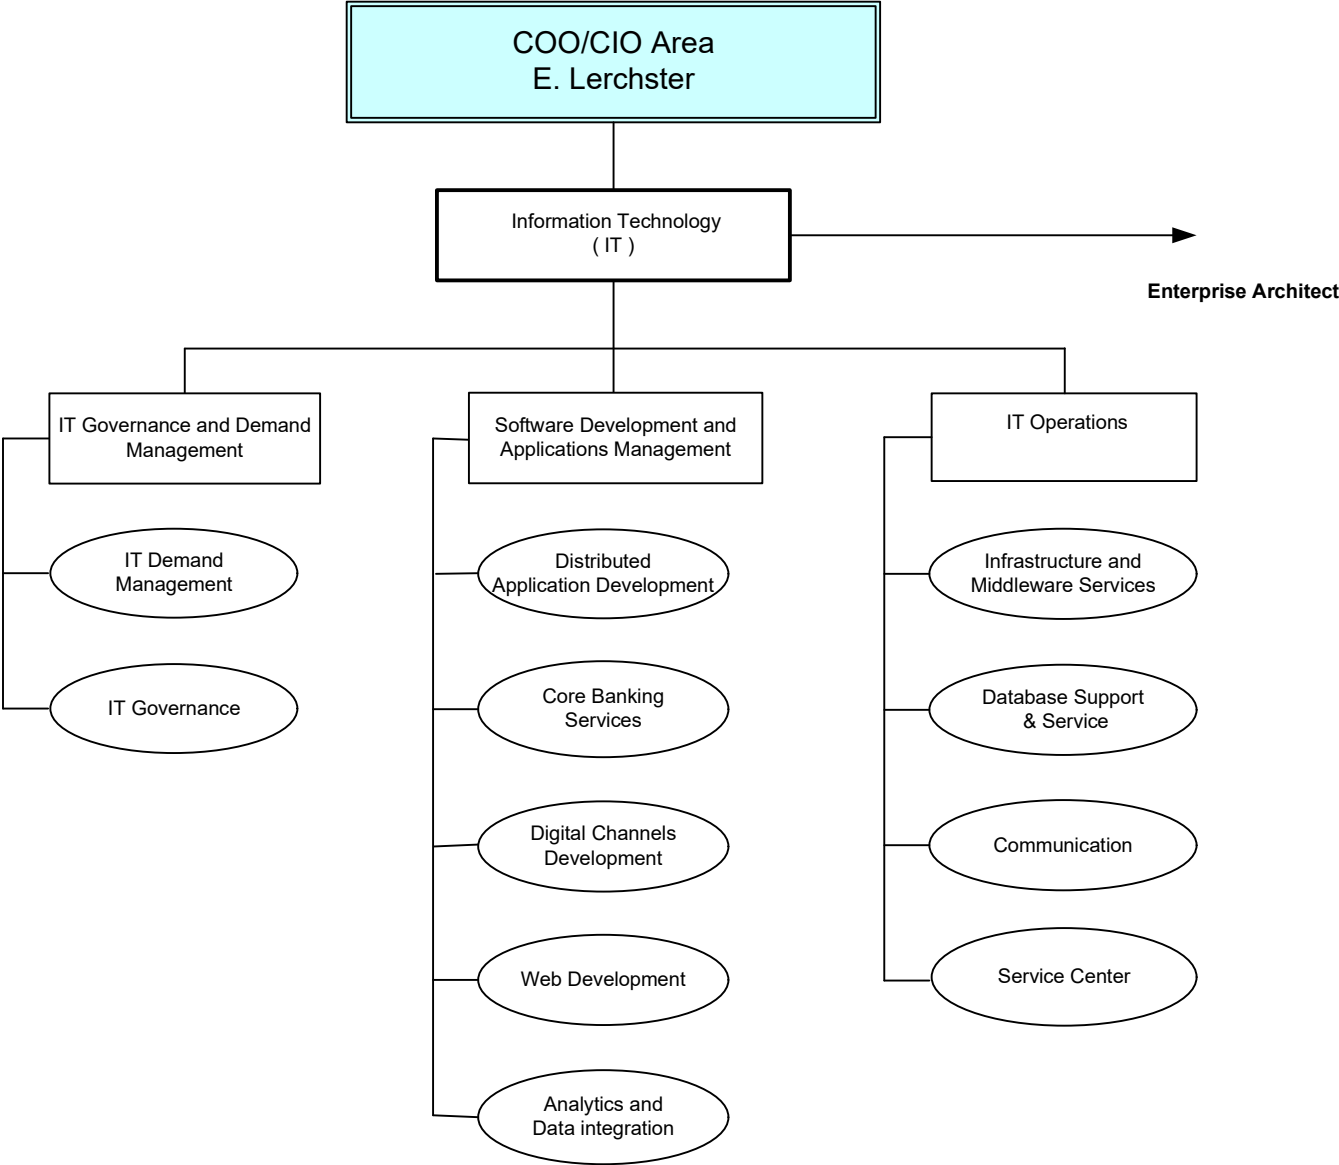 COO/CIO Area
E. Lerchster
Information Technology
( IT )
Enterprise Architect
IT Governance and Demand
Management
Software Development and
Applications Management
IT Operations
IT Demand
Management
Distributed
Application Development
Infrastructure and
Middleware Services
IT Governance
Core Banking
Services
Database Support
& Service
Digital Channels
Development
Communication
Web Development
Service Center
Analytics and
Data integration